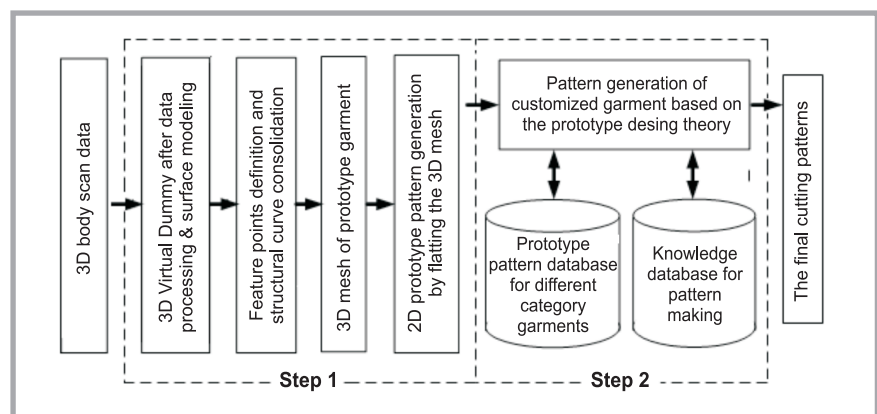 3D body scan data
3D Virtual Dummy after data
processing & surface modeling
Feature points definition and
structural curve consolidation
3D mesh of prototype garment
2D prototype pattern generation
by flatting the 3D mesh
Step 1
Pattern generation of
customized garment based on
the prototype desing theory
Prototype
pattern database
for different
category
garments
Knowledge
database for
pattern
making
Step 2
The final cutting patterns